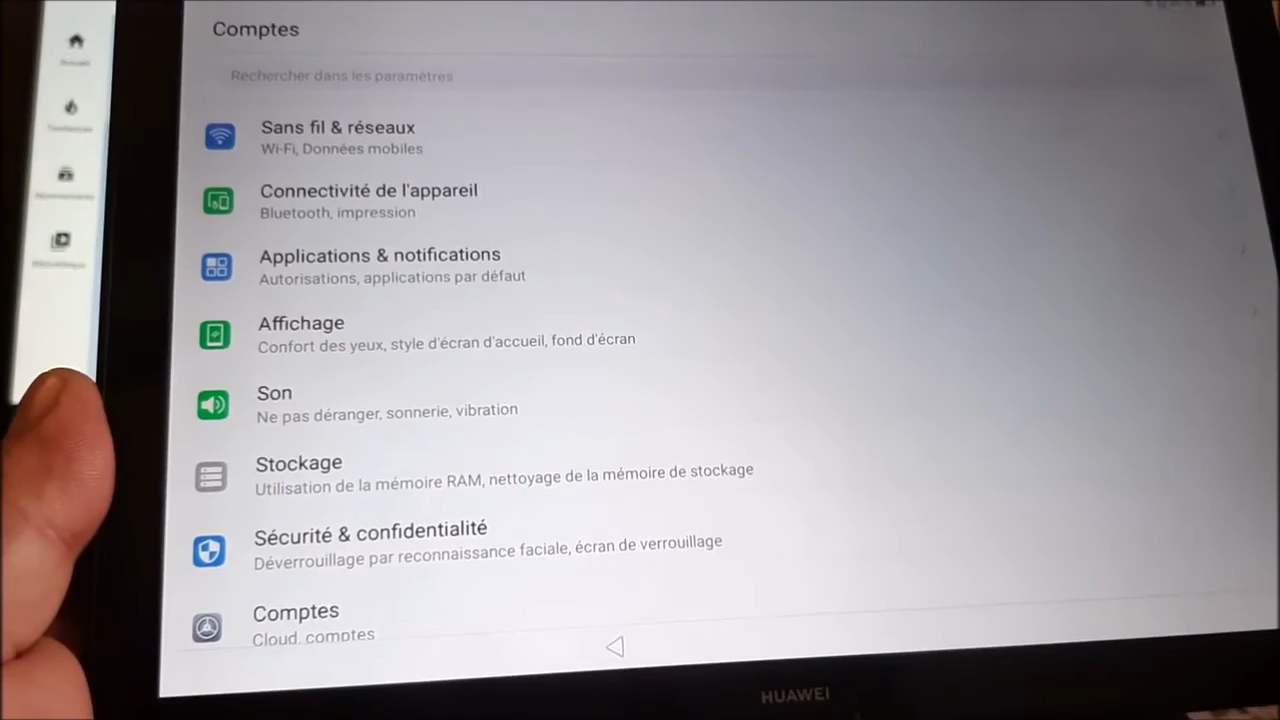 Comptes
Rechercher dans les paramètres
Sans fil & réseaux
Wi-Fi, Données mobiles
Connectivité de l'appareil
Bluetooth, impression
Applications & notifications
Autorisations, applications par défaut
Affichage
Confort des yeux, style d'écran d'accueil, fond d'écran
Son
Ne pas déranger, sonnerie, vibration
Stockage
Utilisation de la mémoire RAM, nettoyage de la mémoire de stockage
Sécurité & confidentialité
Déverrouillage par reconnaissance faciale, écran de verrouillage
Comptes
Cloud, comptes
HUAWEI